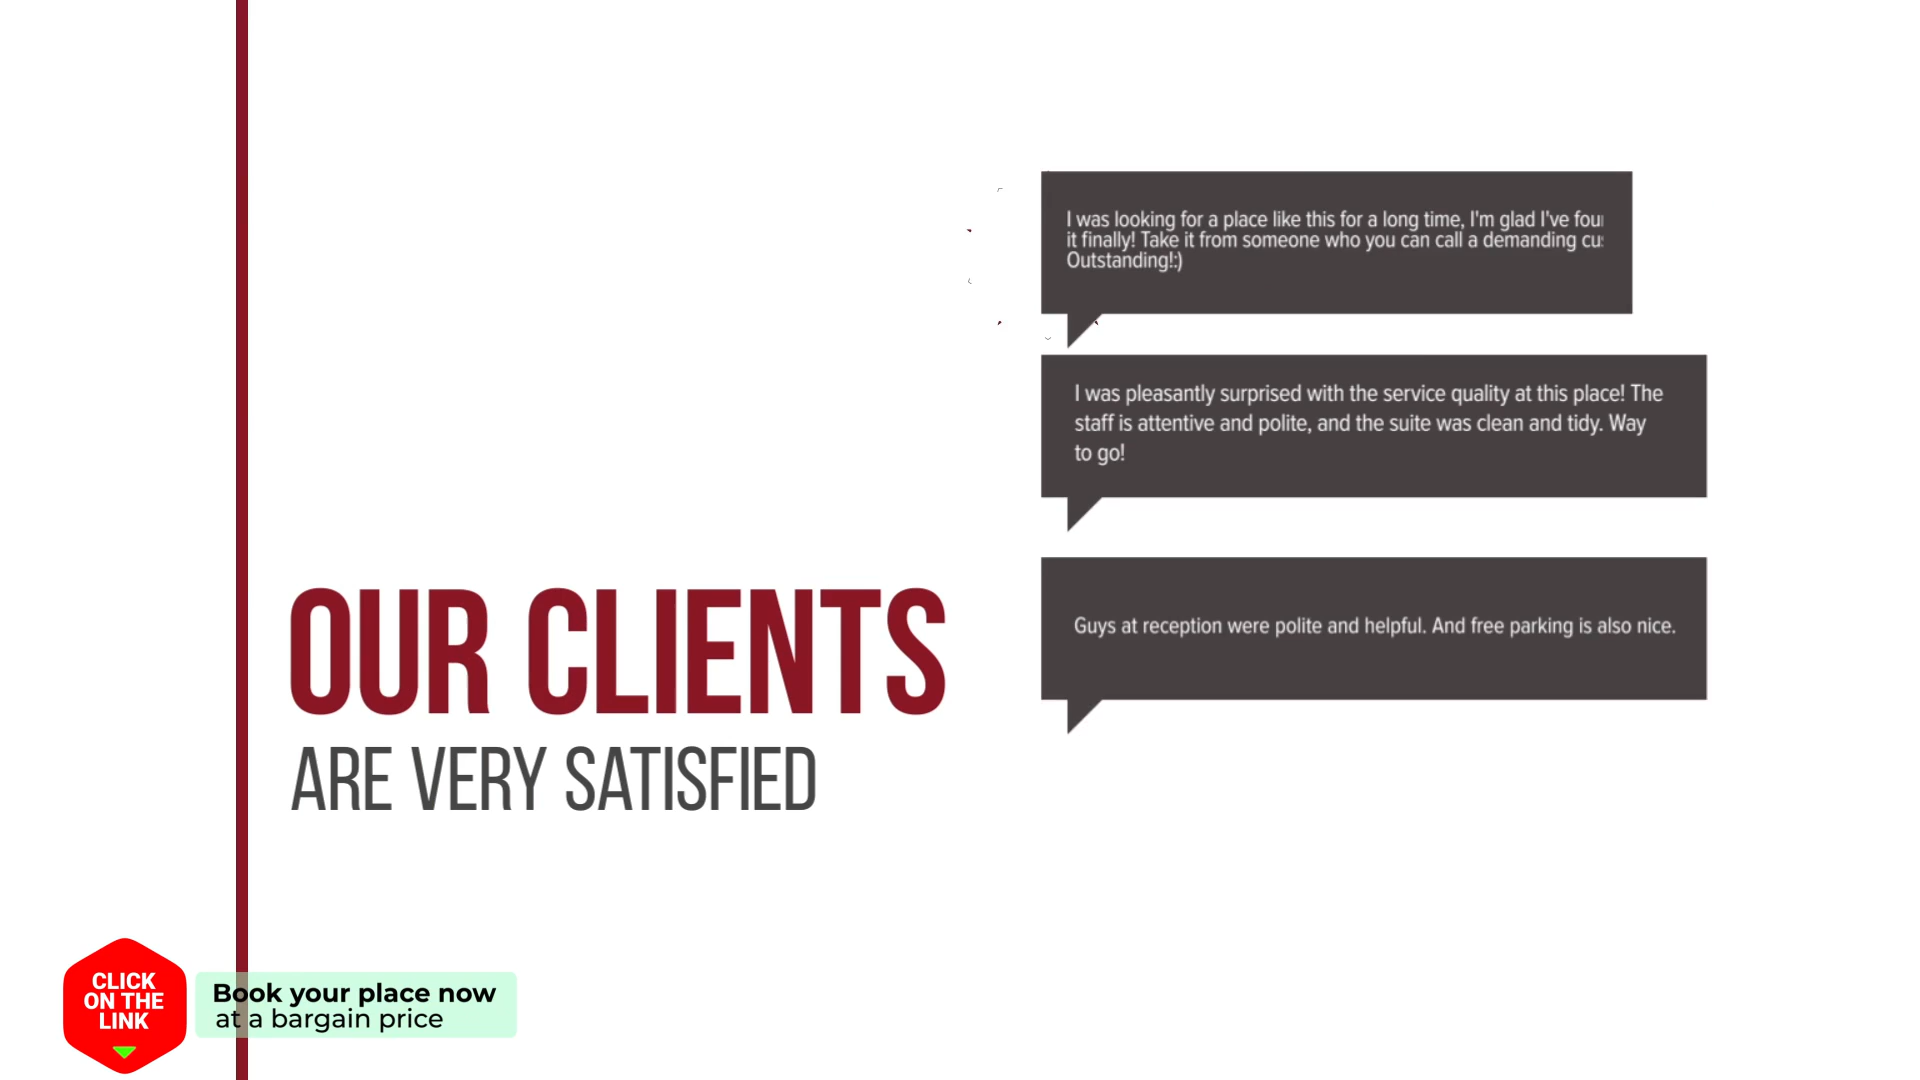 I was looking for a place like this for a long time, I'm glad I've
it finally! Take it from someone who you can call a demanding
Outstanding!:)
I was pleasantly surprised with the service quality at this place! The
staff is attentive and polite, and the suite was clean and tidy. Way
to go!
Guys at reception were polite and helpful. And free parking is also nice.
OUR CLIENTS
ARE VERY SATISFIED
CLICK
ON THE
LINK
Book your place now
at a bargain price